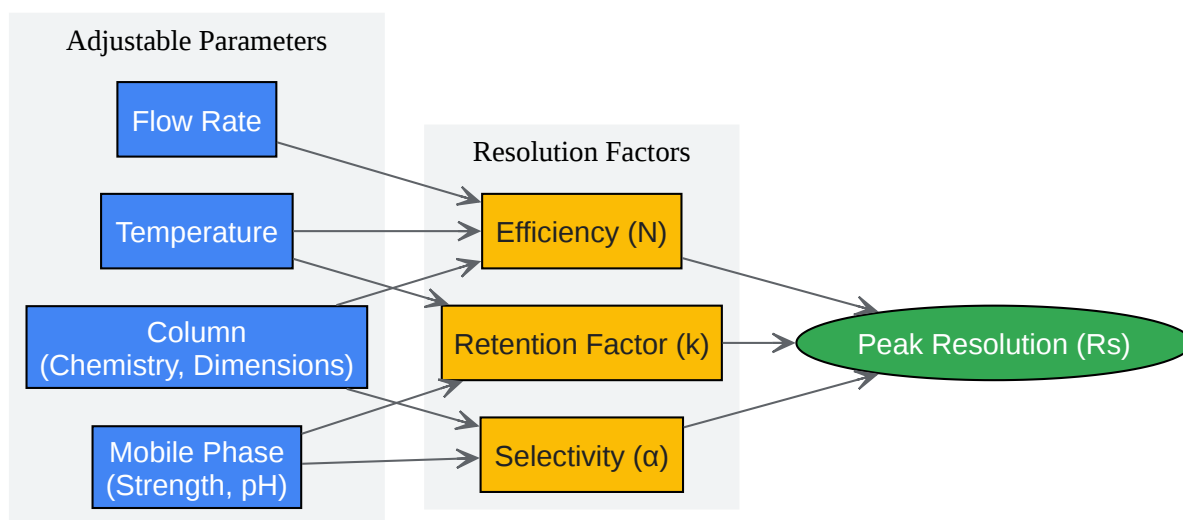 Adjustable Parameters
Flow Rate
Temperature
Column
(Chemistry, Dimensions)
Mobile Phase
(Strength, pH)
Resolution Factors
Efficiency (N)
Retention Factor (k)
Selectivity (α)
Peak Resolution (Rs)